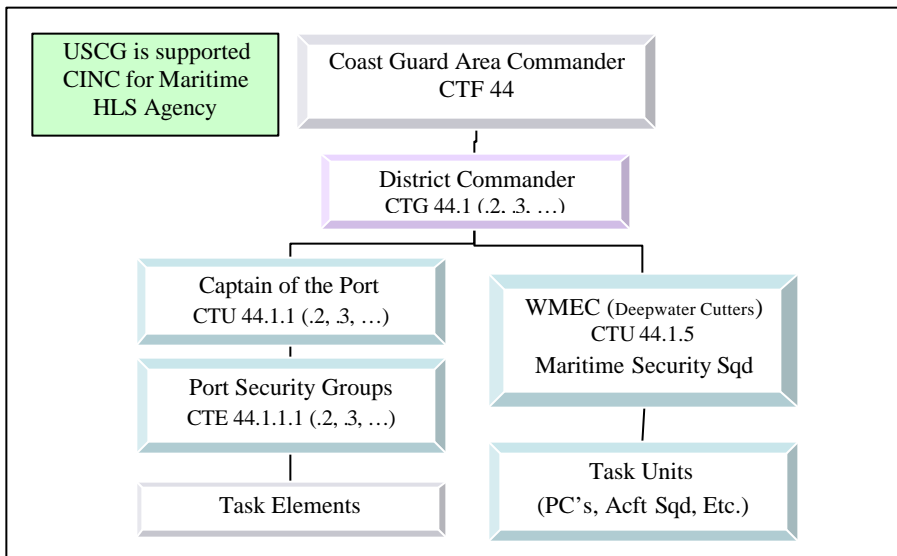 USCG is supported
CINC for Maritime
HLS Agency
Coast Guard Area Commander
CTF 44
District Commander
CTG 44.1 (.2, .3, …)
Captain of the Port
CTU 44.1.1 (.2, .3, …)
WMEC (Deepwater Cutters)
CTU 44.1.5
Maritime Security Sqd
Port Security Groups
CTE 44.1.1.1 (.2, .3, …)
Task Elements
Task Units
(PC’s, Acft Sqd, Etc.)